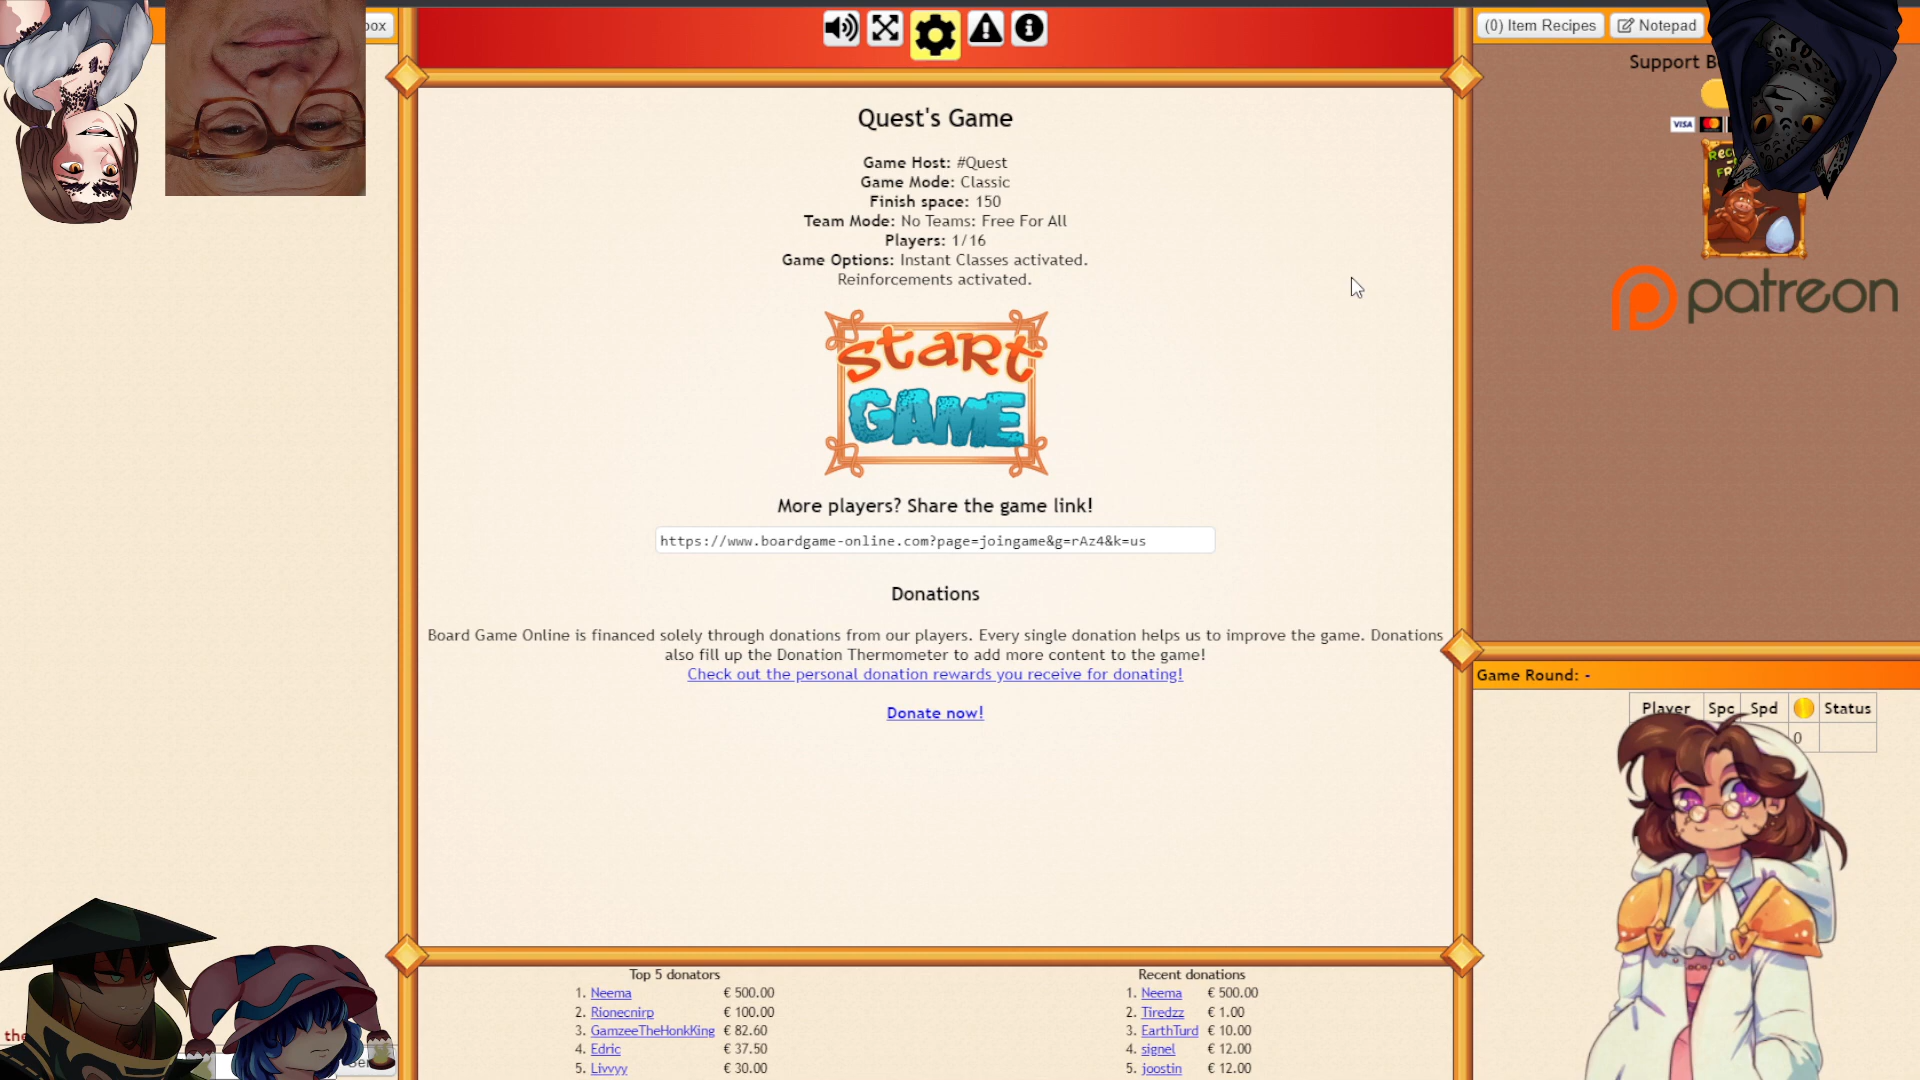 box
(0) Item Recipes
Notepad
Support B
VISA
Quest's Game
Game Host: #Quest
Game Mode: Classic
Finish space: 150
Team Mode: No Teams: Free For All
Players: 1/16
Game Options: Instant Classes activated.
Reinforcements activated.
START
GAME
patreon
More players? Share the game link!
https://www.boardgame-online.com?page=joingame&g=rAz4&k=us
Donations
Board Game Online is financed solely through donations from our players. Every single donation helps us to improve the game. Donations
also fill up the Donation Thermometer to add more content to the game!
Check out the personal donation rewards you receive for donating!
Donate now!
Game Round: -
Player Spc Spd Status
0
Top 5 donators
1. Neema € 500.00
2. Rionecnirp € 100.00
3. GamzeeTheHonkKing € 82.60
4. Edric € 37.50
5. Livvyy € 30.00
Recent donations
1. Neema € 500.00
2. Tiredzz € 1.00
3. EarthTurd € 10.00
4. signel € 12.00
5. joostin € 12.00
the